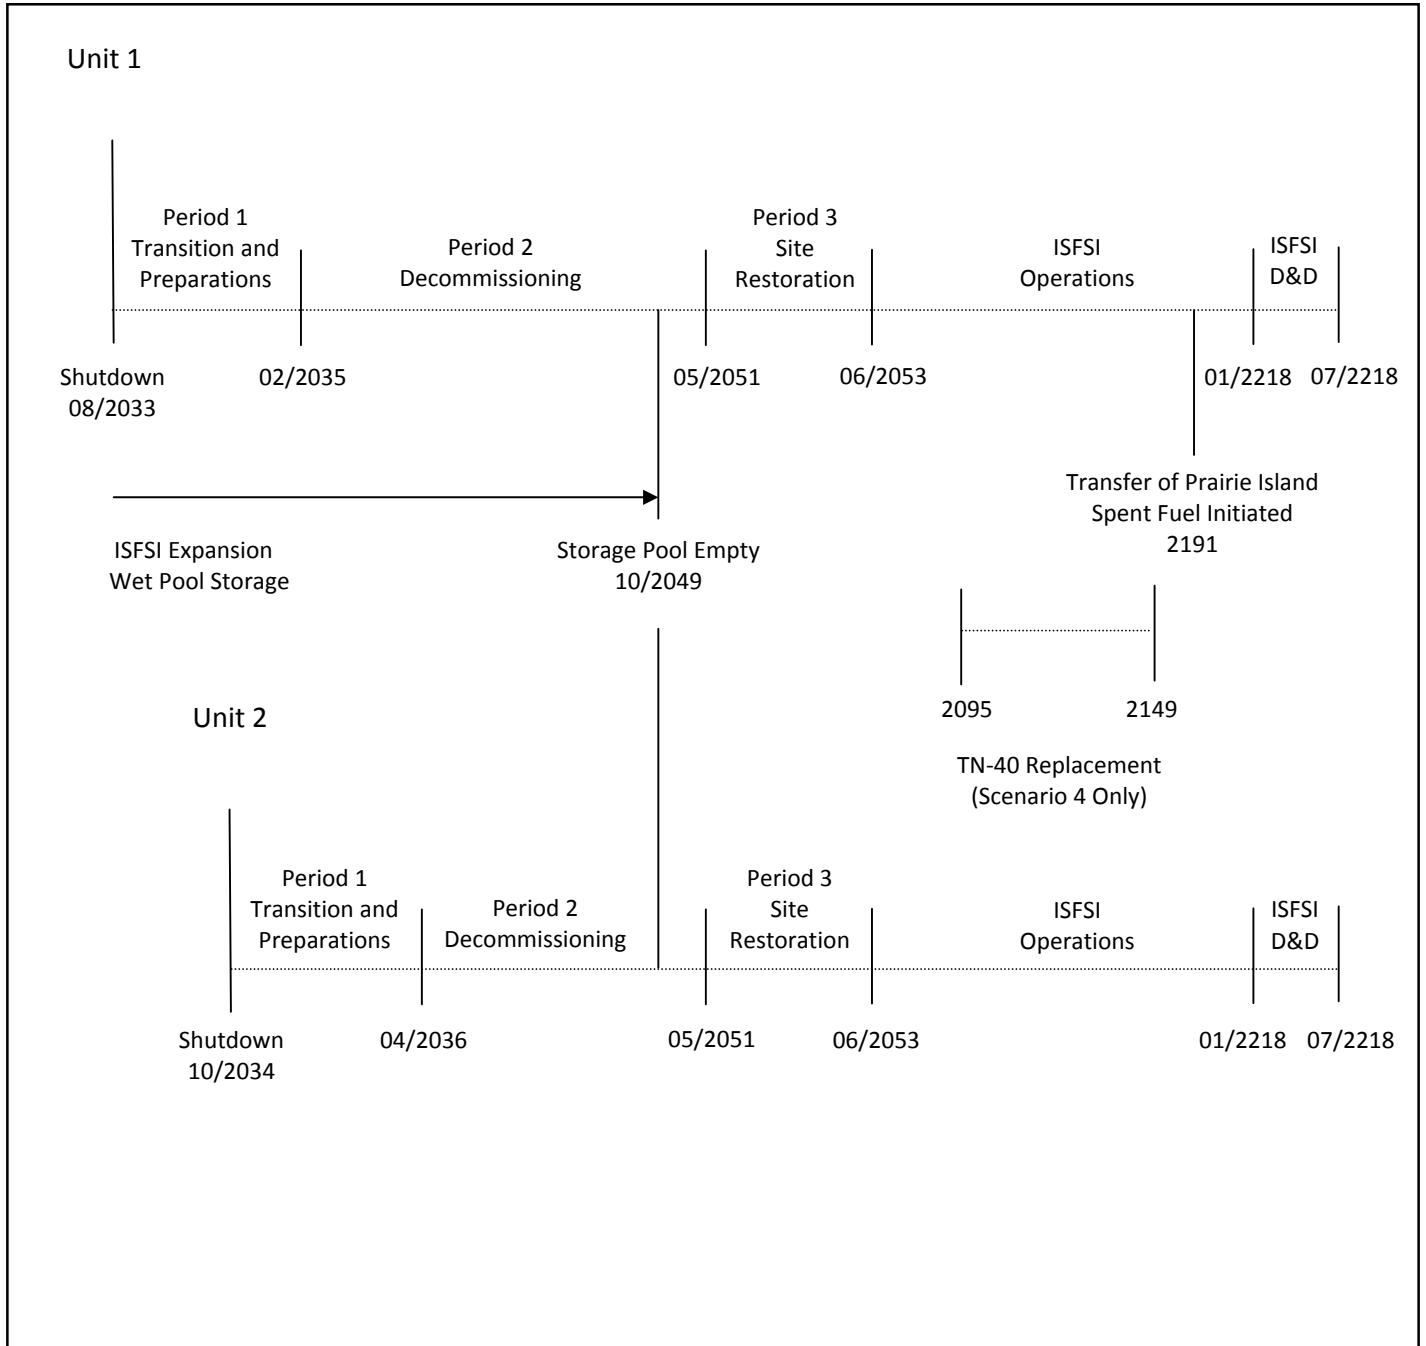 Unit 1
Period 1
Transition and
Preparations
Period 2
Decommissioning
Period 3
Site
Restoration
ISFSI
Operations
ISFSI
D&D
Shutdown
08/2033
02/2035
05/2051
06/2053
01/2218
07/2218
Transfer of Prairie Island
Spent Fuel Initiated
2191
ISFSI Expansion
Wet Pool Storage
Storage Pool Empty
10/2049
2095
2149
TN-40 Replacement
(Scenario 4 Only)
Unit 2
Period 1
Transition and
Preparations
Period 2
Decommissioning
Period 3
Site
Restoration
ISFSI
Operations
ISFSI
D&D
Shutdown
10/2034
04/2036
05/2051
06/2053
01/2218
07/2218